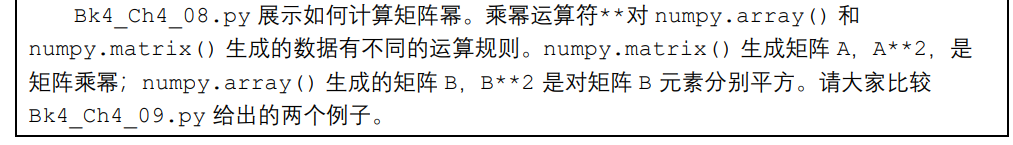 Bk4_Ch4_08.py 展示如何计算矩阵幂。乘幂运算符**对 numpy.array() 和
numpy.matrix() 生成的数据有不同的运算规则。numpy.matrix() 生成矩阵 A，A**2，是
矩阵乘幂；numpy.array() 生成的矩阵 B，B**2 是对矩阵 B 元素分别平方。请大家比较
Bk4_Ch4_09.py 给出的两个例子。